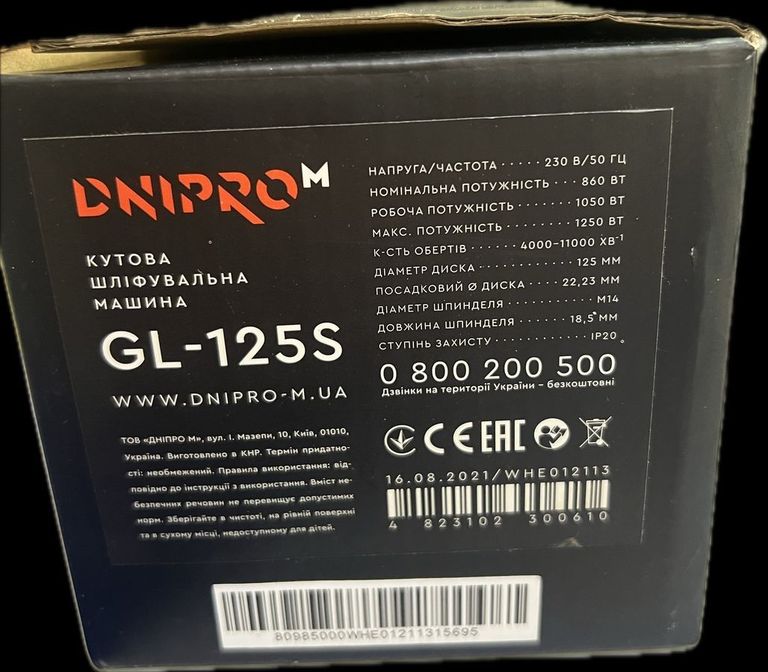 DNIPRO M
КУТОВА
ШЛІФУВАЛЬНА
МАШИНА
GL-125S
WWW.DNIPRO-M.UA
ТОВ «ДНІПРО М», вул. І. Мазепи, 10, Київ, 01010,
Україна. Виготовлено в КНР. Термін придатно-
сті: необмежений. Правила використання: від-
повідно до інструкції з використання. Вміст не-
безпечних речовин не перевищує допустимих
норм. Зберігайте в чистоті, на рівній поверхні
та в сухому місці, недоступному для дітей.
НАПРУГА/ЧАСТОТА ····· 230 В/50 ГЦ
НОМІНАЛЬНА ПОТУЖНІСТЬ ··· 860 ВТ
РОБОЧА ПОТУЖНІСТЬ ······· 1050 ВТ
МАКС. ПОТУЖНІСТЬ ········ 1250 ВТ
К-СТЬ ОБЕРТІВ ······ 4000–11000 ХВ⁻¹
ДІАМЕТР ДИСКА ············ 125 ММ
ПОСАДКОВИЙ Ø ДИСКА ···· 22,23 ММ
ДІАМЕТР ШПИНДЕЛЯ ·········· М14
ДОВЖИНА ШПИНДЕЛЯ ······ 18,5 ММ
СТУПІНЬ ЗАХИСТУ ············ IP20
0 800 200 500
Дзвінки на території України – безкоштовні
CE EAC
16.08.2021/WHE012113
4 823102 300610
80985000WHE01211315695